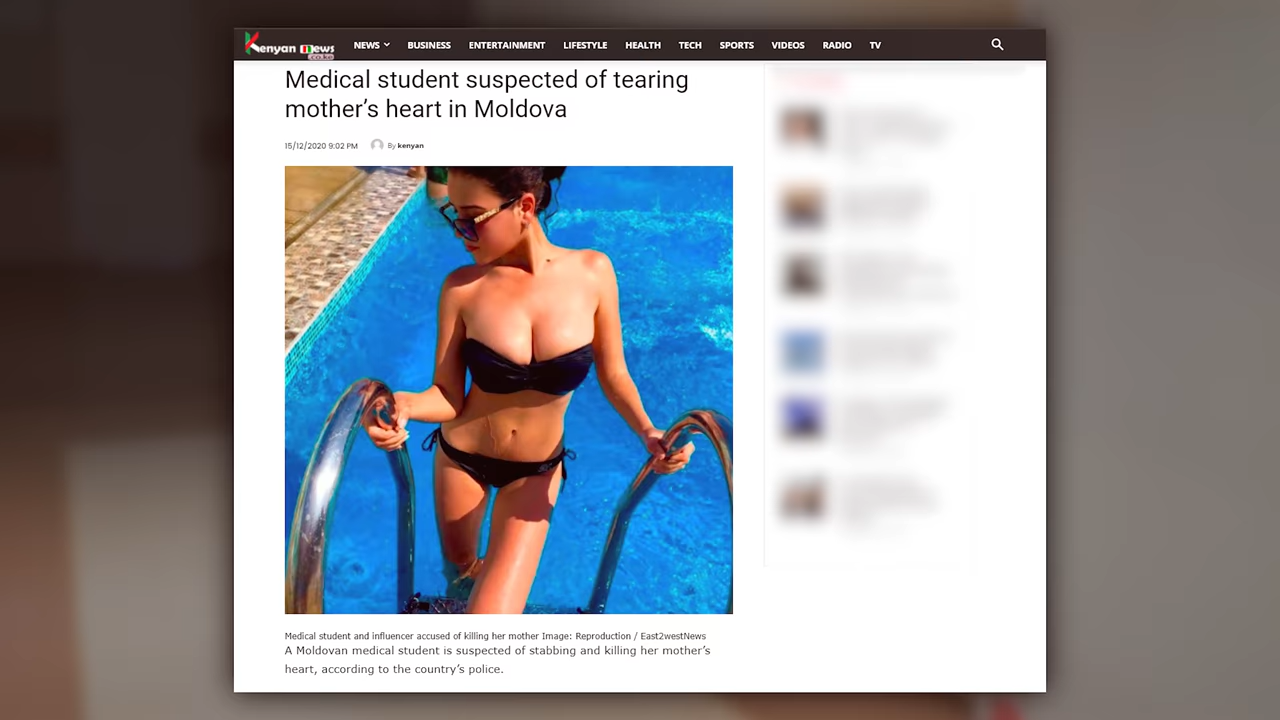 Kenyan news
.co.ke
NEWS BUSINESS ENTERTAINMENT LIFESTYLE HEALTH TECH SPORTS VIDEOS RADIO TV
Medical student suspected of tearing
mother’s heart in Moldova
15/12/2020 9:02 PM By kenyan
Medical student and influencer accused of killing her mother Image: Reproduction / East2westNews
A Moldovan medical student is suspected of stabbing and killing her mother’s
heart, according to the country’s police.